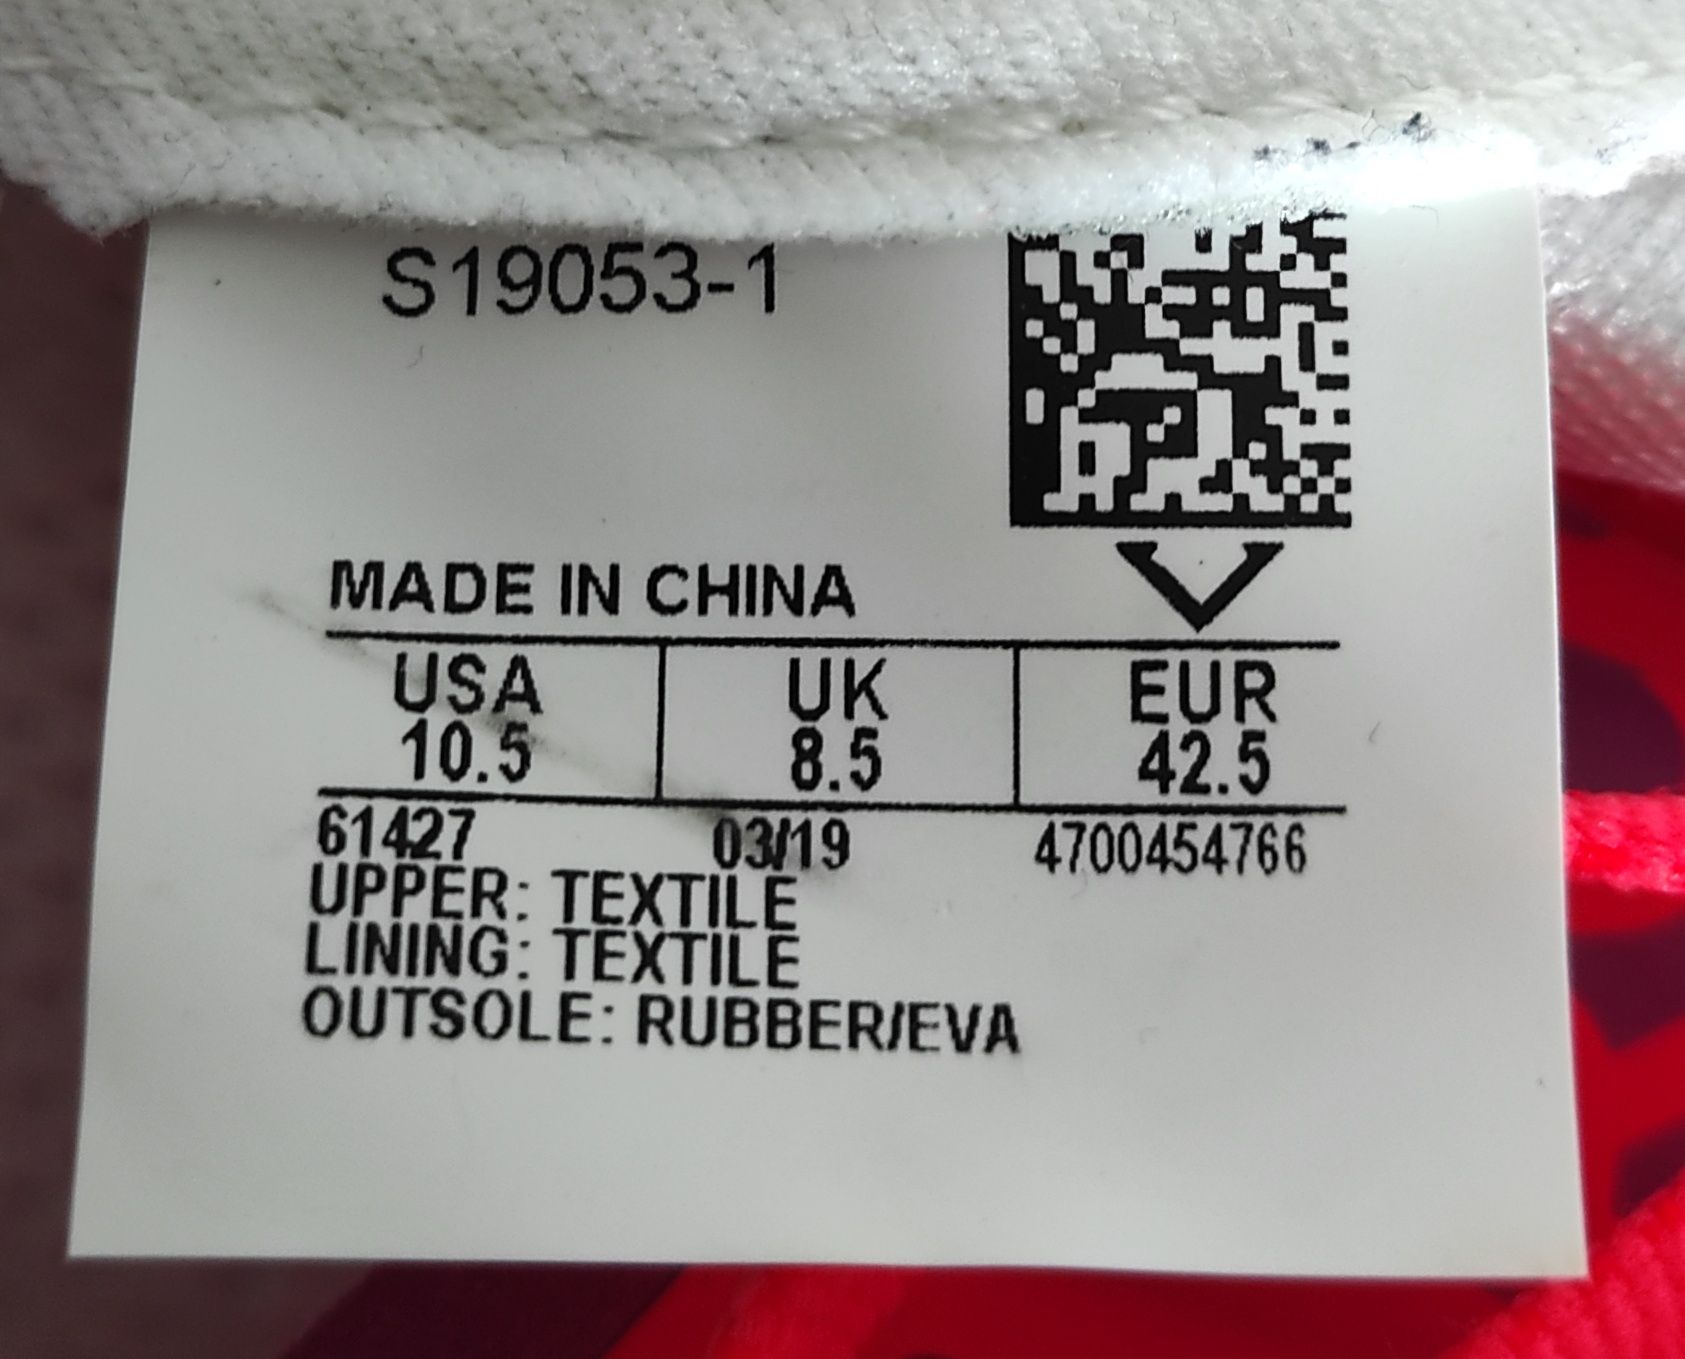 S19053-1
MADE IN CHINA
USA UK EUR
10.5 8.5 42.5
61427 03/19 4700454766
UPPER: TEXTILE
LINING: TEXTILE
OUTSOLE: RUBBER/EVA